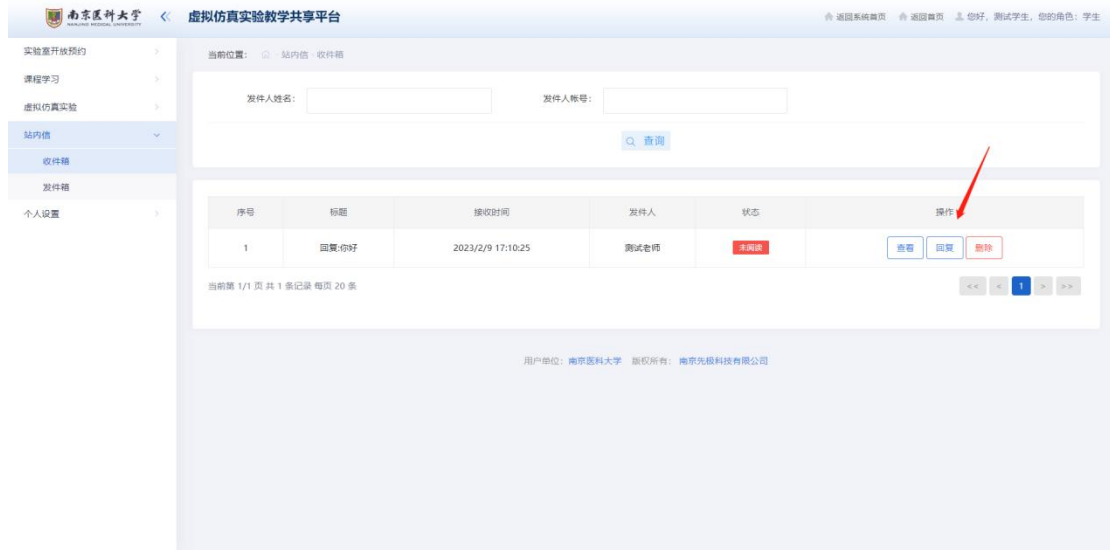 南京医科大学
NANJING MEDICAL UNIVERSITY
虚拟仿真实验教学共享平台
返回系统首页 返回首页 您好，测试学生，您的角色：学生
实验室开放预约
课程学习
虚拟仿真实验
站内信
收件箱
发件箱
个人设置
当前位置： 站内信 收件箱
发件人姓名： 发件人帐号：
查询
序号 标题 接收时间 发件人 状态 操作
1 回复:你好 2023/2/9 17:10:25 测试老师 未阅读 查看 回复 删除
当前第 1/1 页 共 1 条记录 每页 20 条 << < 1 > >>
用户单位：南京医科大学 版权所有：南京先极科技有限公司